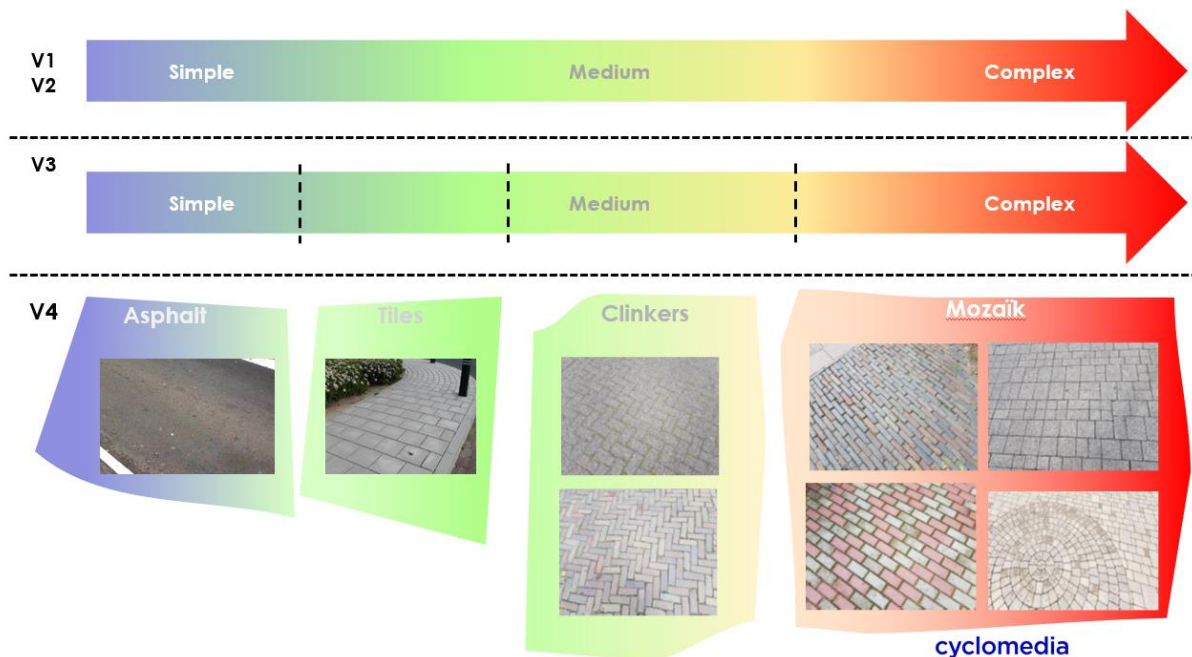 V1
V2
Simple Medium Complex
V3
Simple Medium Complex
V4
Asphalt Tiles Clinkers Mozaïk
cyclomedia